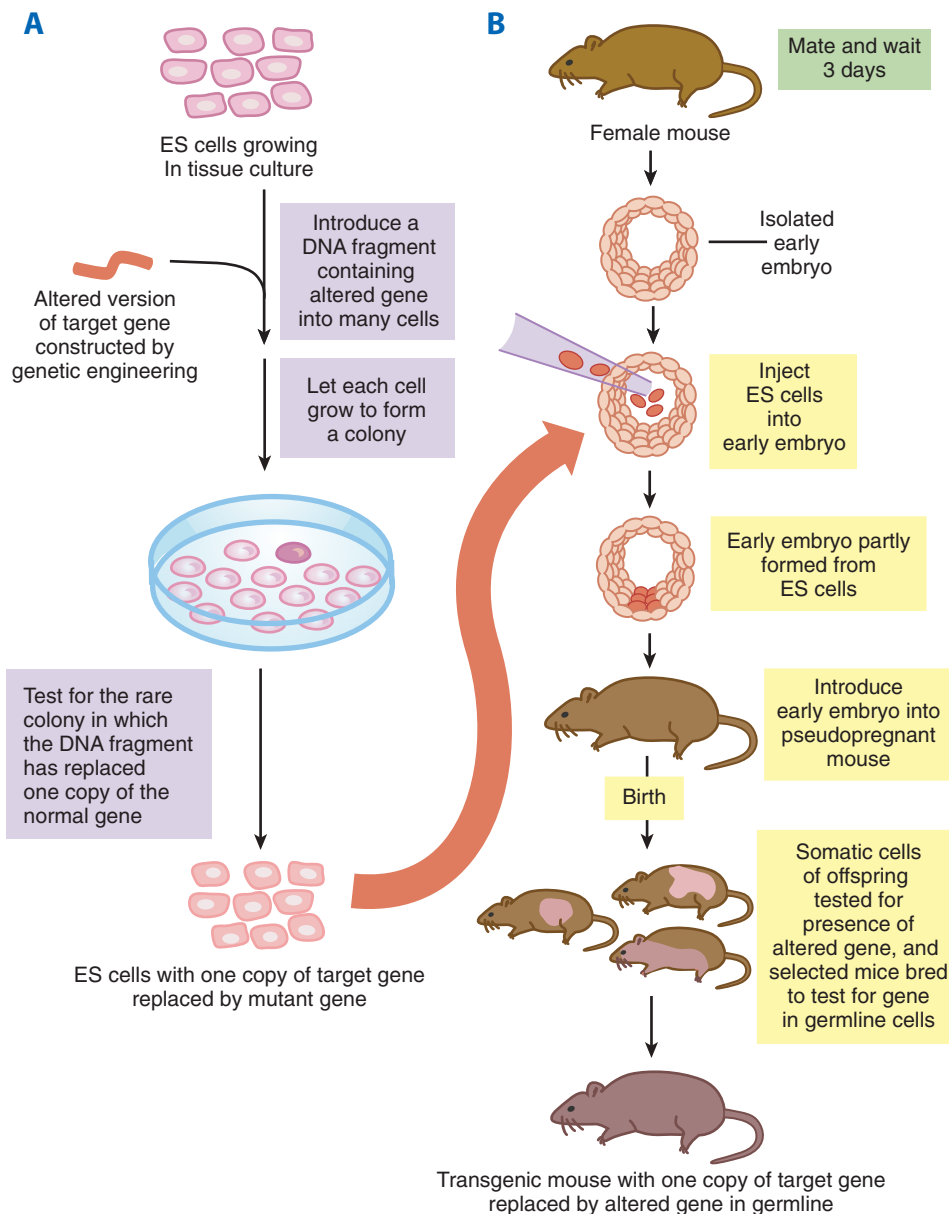 A
ES cells growing
In tissue culture
Introduce a
DNA fragment
containing
altered gene
into many cells
Altered version
of target gene
constructed by
genetic engineering
Let each cell
grow to form
a colony
Test for the rare
colony in which
the DNA fragment
has replaced
one copy of the
normal gene
ES cells with one copy of target gene
replaced by mutant gene
B
Mate and wait
3 days
Female mouse
Isolated
early
embryo
Inject
ES cells
into
early embryo
Early embryo partly
formed from
ES cells
Introduce
early embryo into
pseudopregnant
mouse
Birth
Somatic cells
of offspring
tested for
presence of
altered gene, and
selected mice bred
to test for gene
in germline cells
Transgenic mouse with one copy of target gene
replaced by altered gene in germline